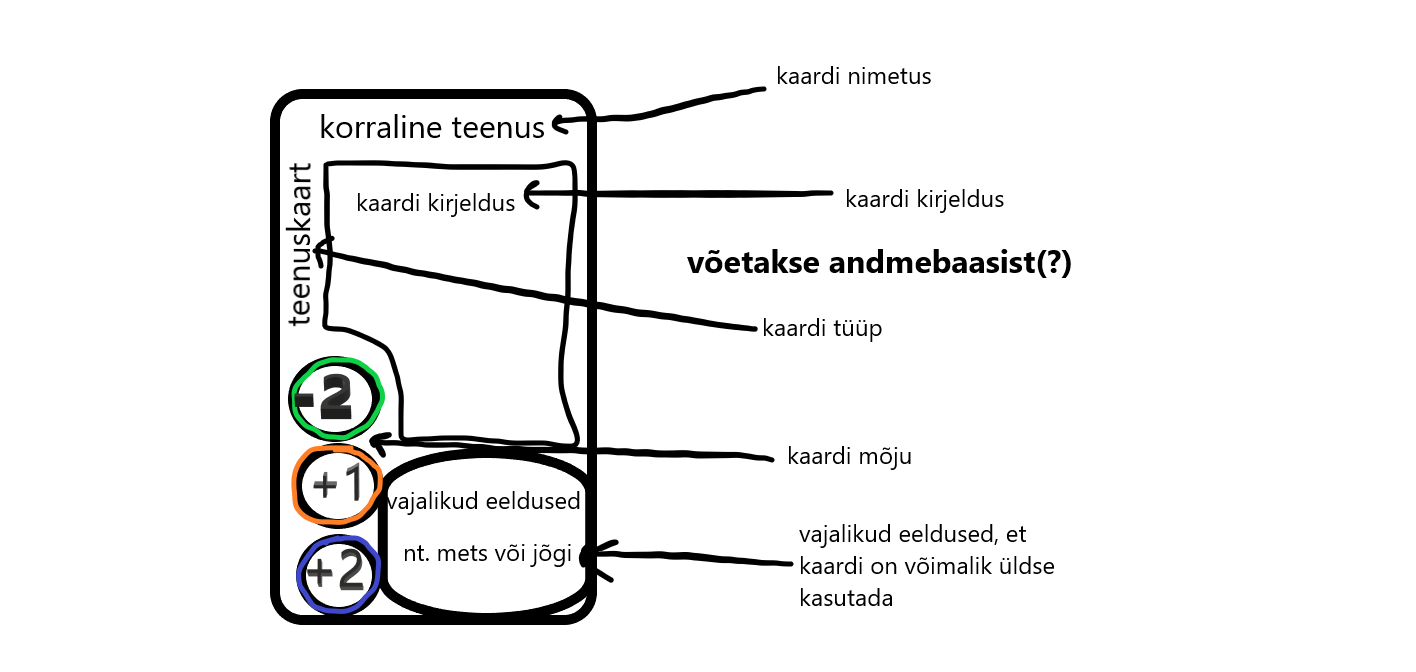 kaardi nimetus
korraline teenus
teenuskaart
kaardi kirjeldus
kaardi kirjeldus
võetakse andmebaasist(?)
kaardi tüüp
-2
+1
+2
kaardi mõju
vajalikud eeldused
nt. mets või jõgi
vajalikud eeldused, et
kaardi on võimalik üldse
kasutada